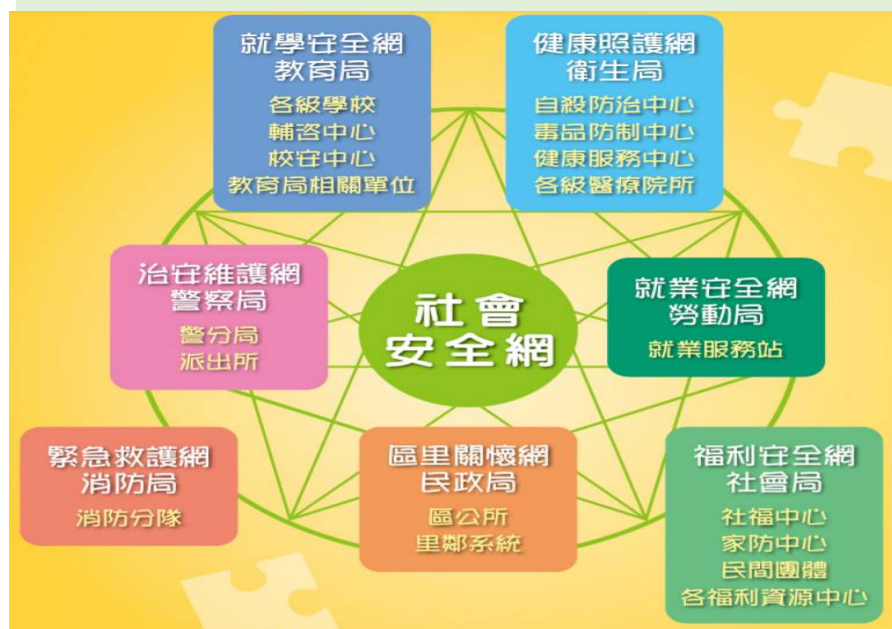 就學安全網
教育局
各級學校
輔諮中心
校安中心
教育局相關單位
健康照護網
衛生局
自殺防治中心
毒品防制中心
健康服務中心
各級醫療院所
治安維護網
警察局
警分局
派出所
社會
安全網
就業安全網
勞動局
就業服務站
緊急救護網
消防局
消防分隊
區里關懷網
民政局
區公所
里鄰系統
福利安全網
社會局
社福中心
家防中心
民間團體
各福利資源中心